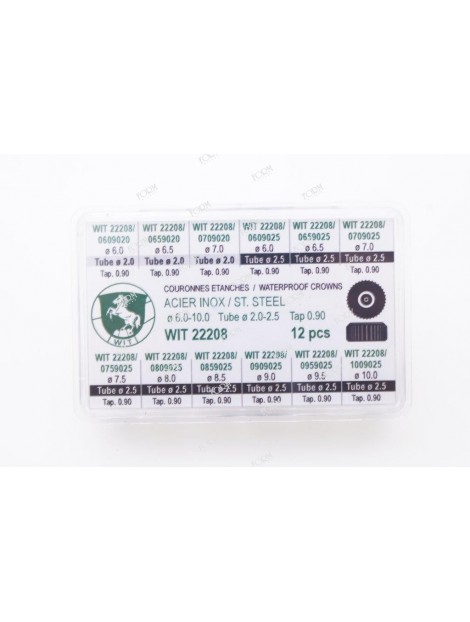 WIT 22208/ WIT 22208/ WIT 22208/ WIT 22208/ WIT 22208/ WIT 22208/
0609020 0659020 0709020 0609025 0659025 0709025
ø 6.0 ø 6.5 ø 7.0 ø 6.0 ø 6.5 ø 7.0
Tube ø 2.0 Tube ø 2.0 Tube ø 2.0 Tube ø 2.5 Tube ø 2.5 Tube ø 2.5
Tap. 0.90 Tap. 0.90 Tap. 0.90 Tap. 0.90 Tap. 0.90 Tap. 0.90
COURONNES ETANCHES / WATERPROOF CROWNS
ACIER INOX / ST. STEEL
ø 6.0-10.0 Tube ø 2.0-2.5 Tap 0.90
WIT
WIT 22208 12 pcs
WIT 22208/ WIT 22208/ WIT 22208/ WIT 22208/ WIT 22208/ WIT 22208/
0759025 0809025 0859025 0909025 0959025 1009025
ø 7.5 ø 8.0 ø 8.5 ø 9.0 ø 9.5 ø 10.0
Tube ø 2.5 Tube ø 2.5 Tube ø 2.5 Tube ø 2.5 Tube ø 2.5 Tube ø 2.5
Tap. 0.90 Tap. 0.90 Tap. 0.90 Tap. 0.90 Tap. 0.90 Tap. 0.90